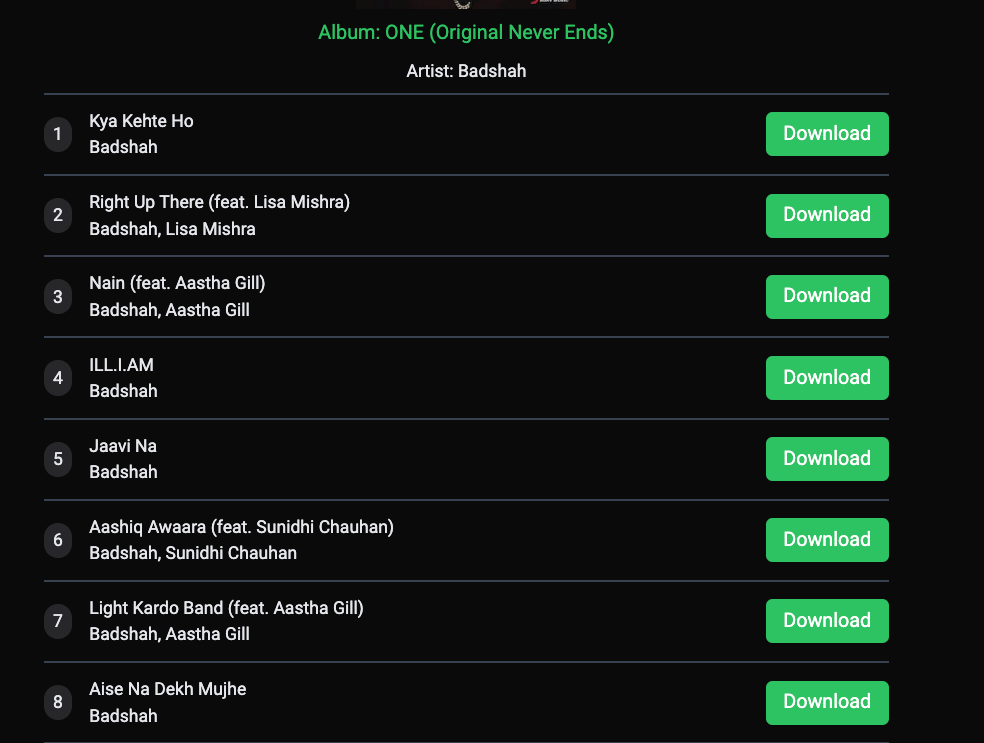 Album: ONE (Original Never Ends)
Artist: Badshah
1
Kya Kehte Ho
Badshah
Download
2
Right Up There (feat. Lisa Mishra)
Badshah, Lisa Mishra
Download
3
Nain (feat. Aastha Gill)
Badshah, Aastha Gill
Download
4
ILL.I.AM
Badshah
Download
5
Jaavi Na
Badshah
Download
6
Aashiq Awaara (feat. Sunidhi Chauhan)
Badshah, Sunidhi Chauhan
Download
7
Light Kardo Band (feat. Aastha Gill)
Badshah, Aastha Gill
Download
8
Aise Na Dekh Mujhe
Badshah
Download